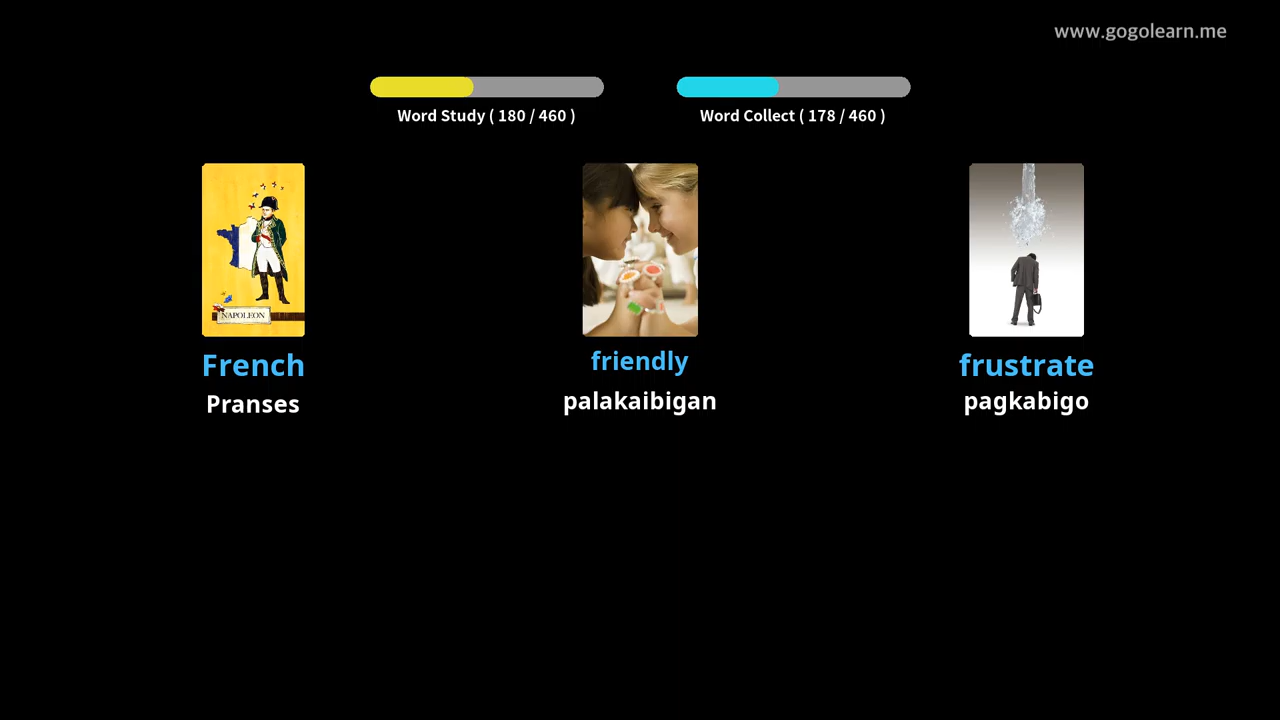 www.gogolearn.me
Word Study ( 180 / 460 )
Word Collect ( 178 / 460 )
NAPOLEON
French
friendly
frustrate
Pranses
palakaibigan
pagkabigo